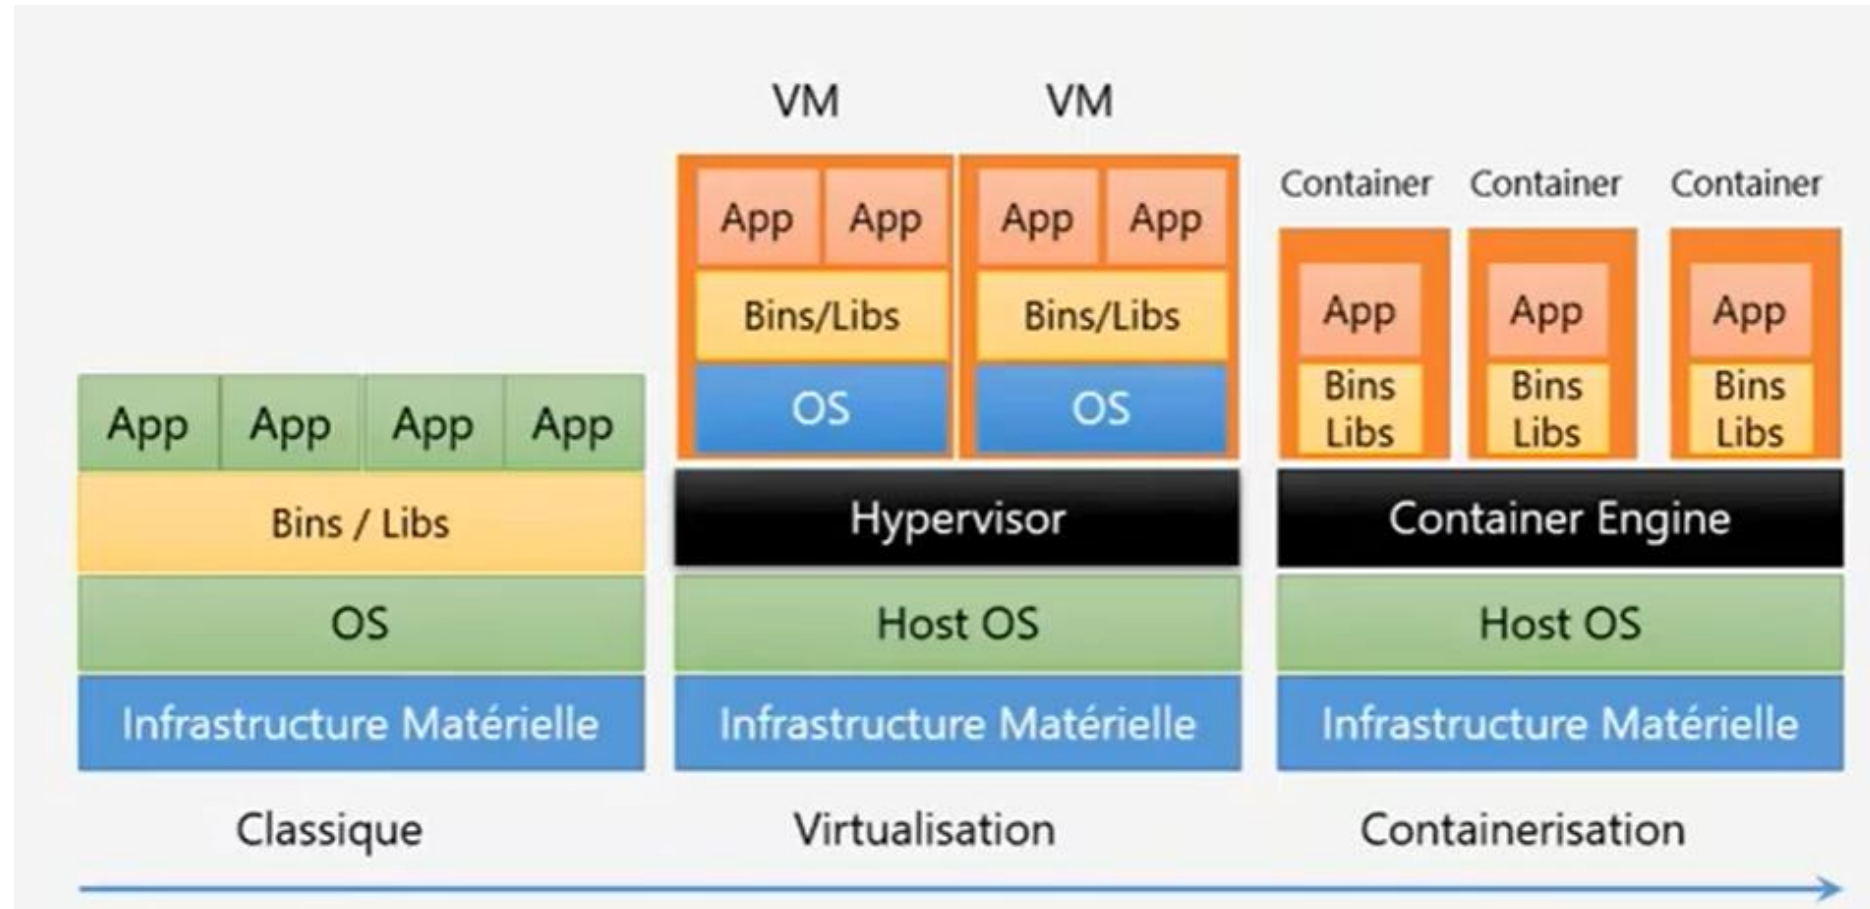 VM
VM
App
App
App
App
Bins/Libs
Bins/Libs
OS
OS
Container
Container
Container
App
App
App
Bins
Libs
Bins
Libs
Bins
Libs
App
App
App
App
Bins / Libs
OS
Infrastructure Matérielle
Hypervisor
Host OS
Infrastructure Matérielle
Container Engine
Host OS
Infrastructure Matérielle
Classique
Virtualisation
Containerisation